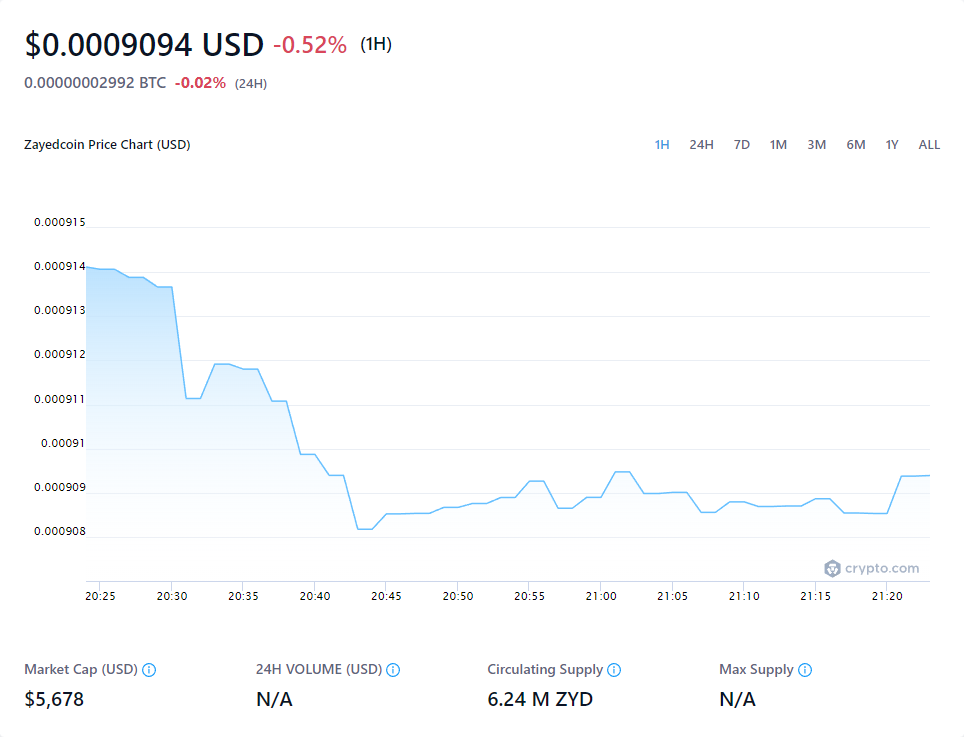 $0.0009094 USD -0.52% (1H)
0.00000002992 BTC -0.02% (24H)
Zayedcoin Price Chart (USD) 1H 24H 7D 1M 3M 6M 1Y ALL
0.000915
0.000914
0.000913
0.000912
0.000911
0.00091
0.000909
0.000908
crypto.com
20:25 20:30 20:35 20:40 20:45 20:50 20:55 21:00 21:05 21:10 21:15 21:20
Market Cap (USD) 24H VOLUME (USD) Circulating Supply Max Supply
$5,678 N/A 6.24 M ZYD N/A